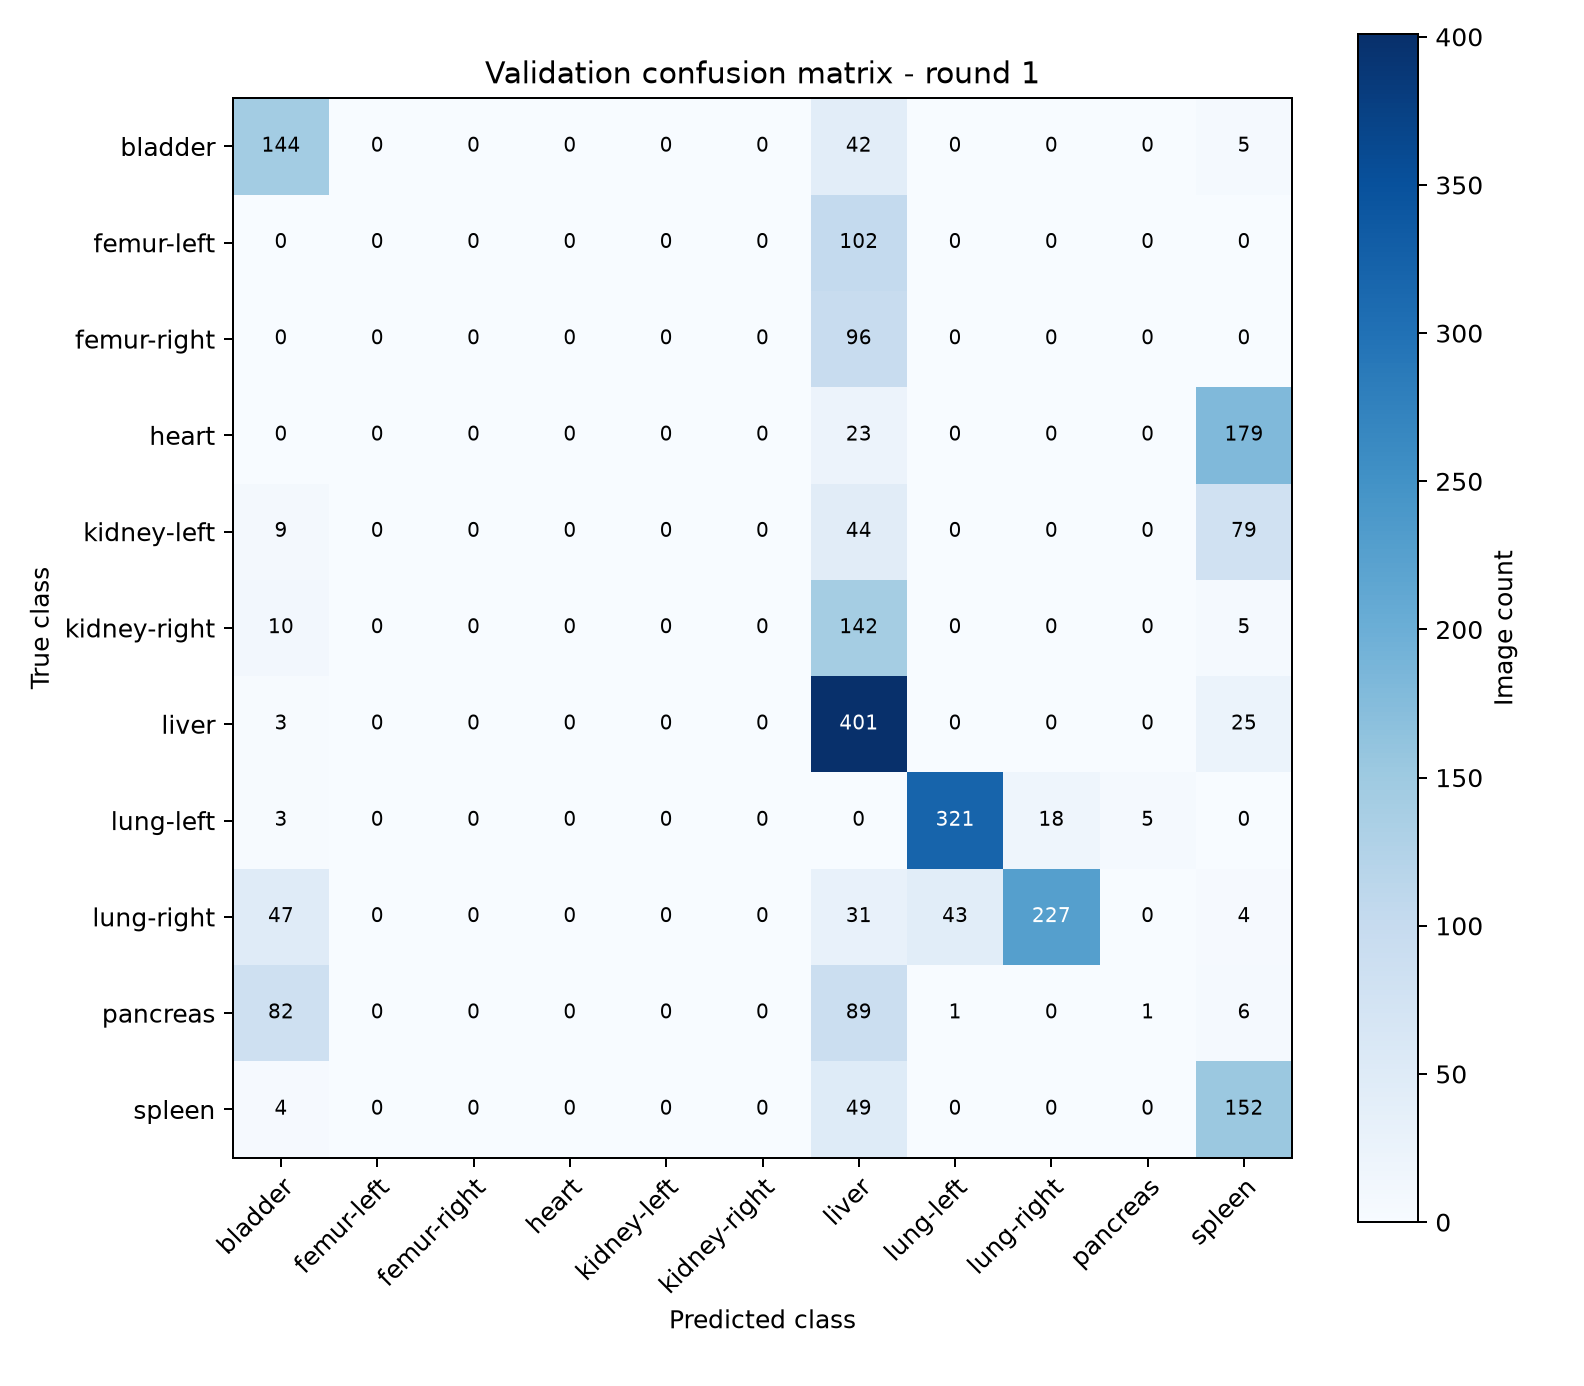 Validation confusion matrix - round 1
True class
bladder 144 0 0 0 0 0 42 0 0 0 5
femur-left 0 0 0 0 0 0 102 0 0 0 0
femur-right 0 0 0 0 0 0 96 0 0 0 0
heart 0 0 0 0 0 0 23 0 0 0 179
kidney-left 9 0 0 0 0 0 44 0 0 0 79
kidney-right 10 0 0 0 0 0 142 0 0 0 5
liver 3 0 0 0 0 0 401 0 0 0 25
lung-left 3 0 0 0 0 0 0 321 18 5 0
lung-right 47 0 0 0 0 0 31 43 227 0 4
pancreas 82 0 0 0 0 0 89 1 0 1 6
spleen 4 0 0 0 0 0 49 0 0 0 152
bladder femur-left femur-right heart kidney-left kidney-right liver lung-left lung-right pancreas spleen
Predicted class
400
350
300
250
200
150
100
50
0
Image count